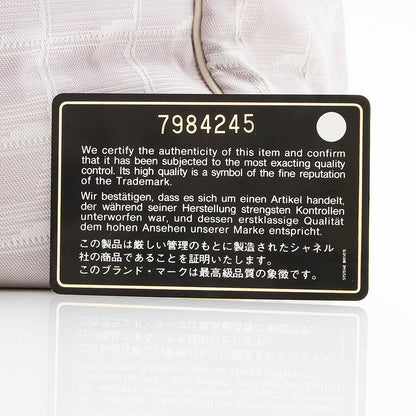 7984245
We certify the authenticity of this item and confirm
that it has been subjected to the most exacting quality
control. Its high quality is a symbol of the fine reputation
of the Trademark.
Wir bestätigen, dass es sich um einen Artikel handelt,
der während seiner Herstellung strengsten Kontrollen
unterworfen war, und dessen erstklassige Qualität
dem hohen Ansehen unserer Marke entspricht.
この製品は厳しい管理のもとに製造されたシャネル
社の商品であることを証明いたします。
このブランド・マークは最高級品質の象徴です。